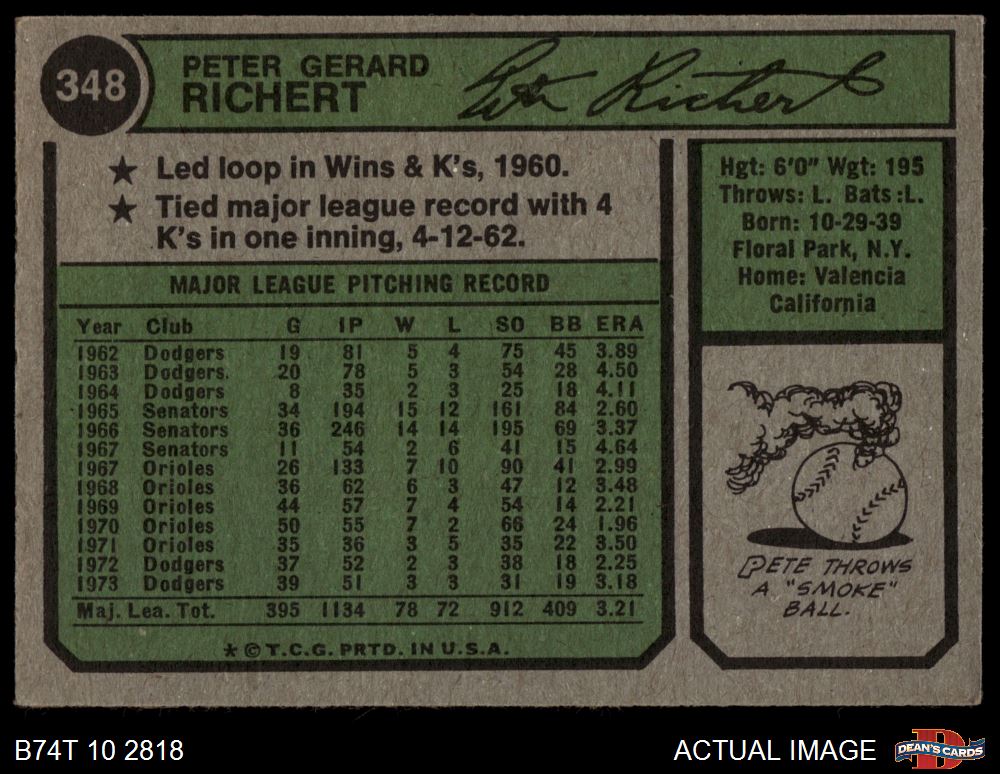 348
PETER GERARD
RICHERT
Pete Richert
★ Led loop in Wins & K's, 1960.
★ Tied major league record with 4
K's in one inning, 4-12-62.
MAJOR LEAGUE PITCHING RECORD
Year Club G IP W L SO BB ERA
1962 Dodgers 19 81 5 4 75 45 3.89
1963 Dodgers. 20 78 5 3 54 28 4.50
1964 Dodgers 8 35 2 3 25 18 4.11
1965 Senators 34 194 15 12 161 84 2.60
1966 Senators 36 246 14 14 195 69 3.37
1967 Senators 11 54 2 6 41 15 4.64
1967 Orioles 26 133 7 10 90 41 2.99
1968 Orioles 36 62 6 3 47 12 3.48
1969 Orioles 44 57 7 4 54 14 2.21
1970 Orioles 50 55 7 2 66 24 1.96
1971 Orioles 35 36 3 5 35 22 3.50
1972 Dodgers 37 52 2 3 38 18 2.25
1973 Dodgers 39 51 3 3 31 19 3.18
Maj. Lea. Tot. 395 1134 78 72 912 409 3.21
★ © T.C.G. PRTD. IN U.S.A.
Hgt: 6'0" Wgt: 195
Throws: L. Bats :L.
Born: 10-29-39
Floral Park, N.Y.
Home: Valencia
California
PETE THROWS
A "SMOKE"
BALL.
B74T 10 2818
ACTUAL IMAGE
D
DEAN'S CARDS